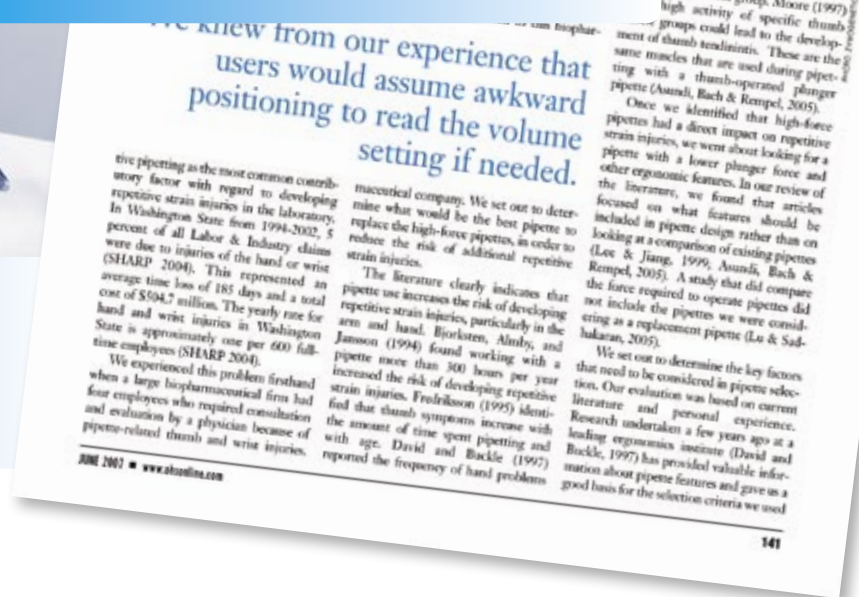 We knew from our experience that
users would assume awkward
positioning to read the volume
setting if needed.
tive pipetting as the most common contrib-
utory factor with regard to developing
repetitive strain injuries in the laboratory.
In Washington State from 1994-2002, 5
percent of all Labor & Industry claims
were due to injuries of the hand or wrist
(SHARP 2004). This represented an
average time loss of 185 days and a total
cost of $504.7 million. The yearly rate for
hand and wrist injuries in Washington
State is approximately one per 600 full-
time employees (SHARP 2004).
We experienced this problem firsthand
when a large biopharmaceutical firm had
four employees who required consultation
and evaluation by a physician because of
pipette-related thumb and wrist injuries.
this biophar-
maceutical company. We set out to deter-
mine what would be the best pipette to
replace the high-force pipettes, in order to
reduce the risk of additional repetitive
strain injuries.
The literature clearly indicates that
pipette use increases the risk of developing
repetitive strain injuries, particularly in the
arm and hand. Bjorksten, Almby, and
Jansson (1994) found working with a
pipette more than 300 hours per year
increased the risk of developing repetitive
strain injuries. Fredriksson (1995) identi-
fied that thumb symptoms increase with
the amount of time spent pipetting and
with age. David and Buckle (1997)
reported the frequency of hand problems
group. Moore (1997)
high activity of specific thumb
groups could lead to the develop-
ment of thumb tendinintis. These are the
same muscles that are used during pipet-
ting with a thumb-operated plunger
pipette (Asundi, Bach & Rempel, 2005).
Once we identified that high-force
pipettes had a direct impact on repetitive
strain injuries, we went about looking for a
pipette with a lower plunger force and
other ergonomic features. In our review of
the literature, we found that articles
focused on what features should be
included in pipette design rather than on
looking at a comparison of existing pipettes
(Lee & Jiang, 1999, Asundi, Bach &
Rempel, 2005). A study that did compare
the force required to operate pipettes did
not include the pipettes we were consid-
ering as a replacement pipette (Lu & Sad-
hakaran, 2005).
We set out to determine the key factors
that need to be considered in pipette selec-
tion. Our evaluation was based on current
literature and personal experience.
Research undertaken a few years ago at a
leading ergonomics institute (David and
Buckle, 1997) has provided valuable infor-
mation about pipette features and gave us a
good basis for the selection criteria we used
JUNE 2007 ■ www.ohsonline.com
141